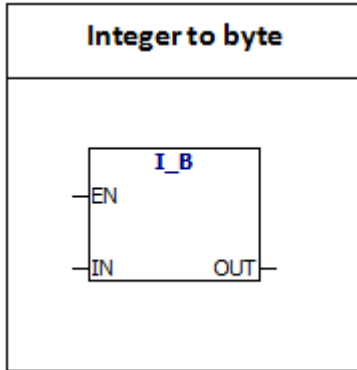 Integer to byte
I_B
EN
IN OUT